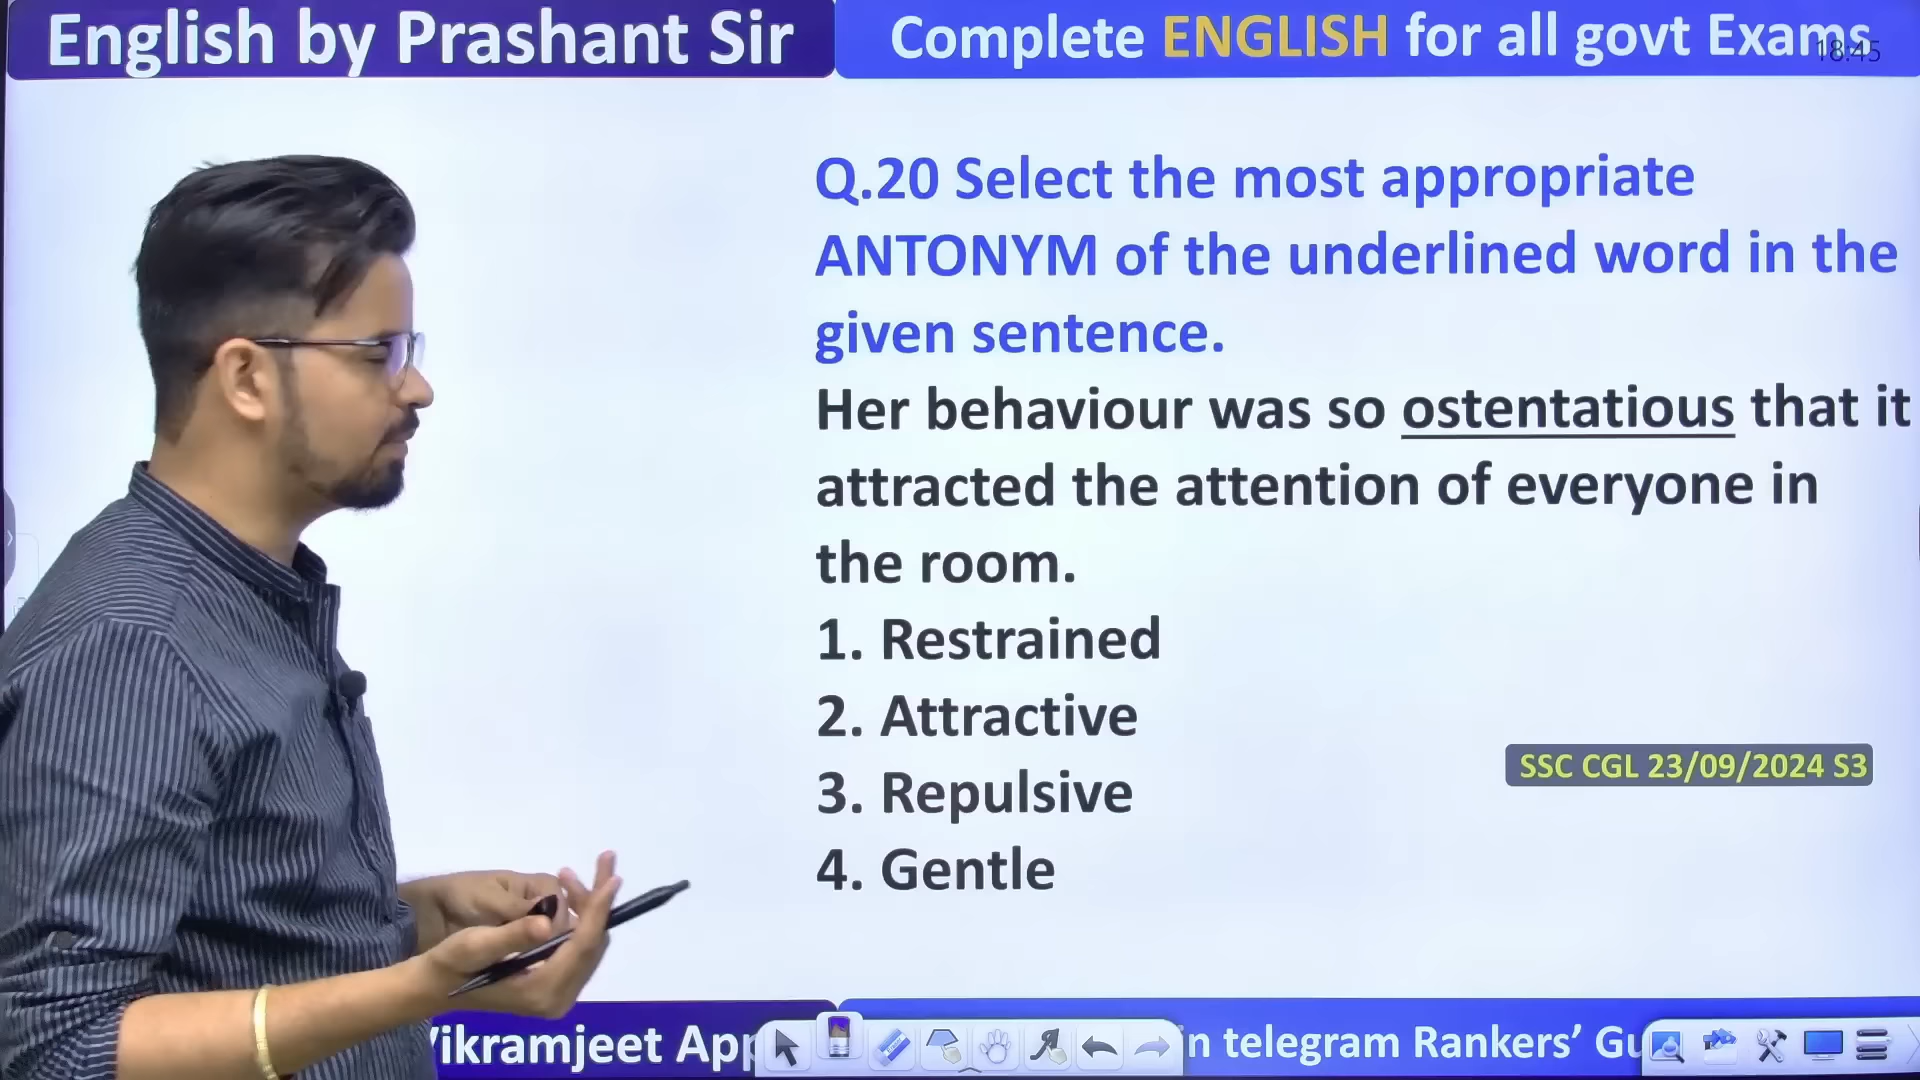 English by Prashant Sir
Complete ENGLISH for all govt Exams
18:45
Q.20 Select the most appropriate
ANTONYM of the underlined word in the
given sentence.
Her behaviour was so ostentatious that it
attracted the attention of everyone in
the room.
1. Restrained
2. Attractive
3. Repulsive
4. Gentle
SSC CGL 23/09/2024 S3
Vikramjeet App
in telegram Rankers’ Gu